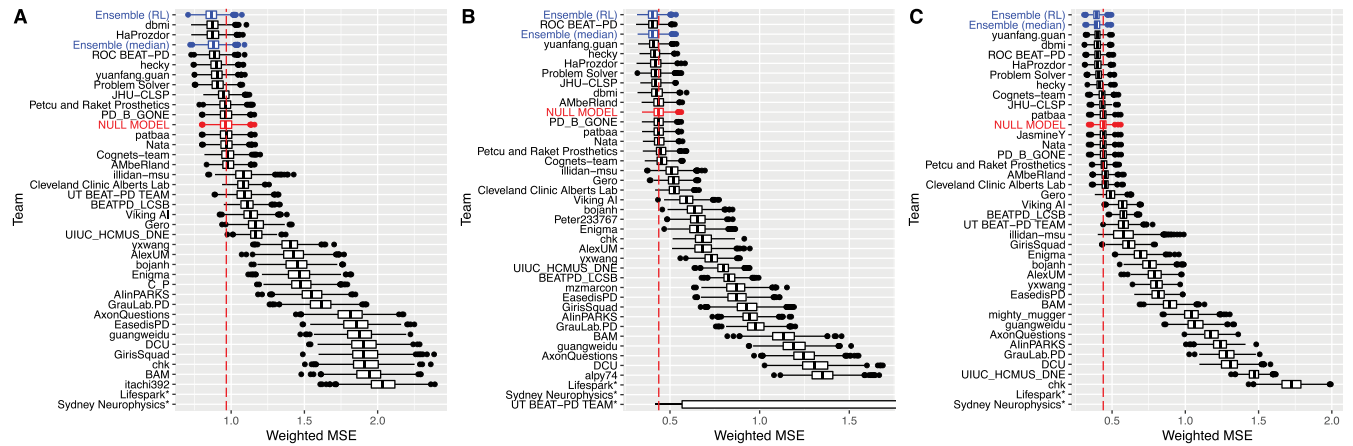 A
Team
Ensemble (RL)
dbmi
HaProzdor
Ensemble (median)
ROC BEAT-PD
hecky
yuanfang.guan
Problem Solver
JHU-CLSP
Petcu and Raket Prosthetics
PD_B_GONE
NULL MODEL
patbaa
Nata
Cognets-team
AMbeRland
illidan-msu
Cleveland Clinic Alberts Lab
UT BEAT-PD TEAM
BEATPD_LCSB
Viking AI
Gero
UIUC_HCMUS_DNE
yxwang
AlexUM
bojanh
Enigma
C_P
AlinPARKS
GrauLab.PD
AxonQuestions
EasedisPD
guangweidu
DCU
GirisSquad
chk
BAM
itachi392
Lifespark*
Sydney Neurophysics*
1.0 1.5 2.0
Weighted MSE
B
Team
Ensemble (RL)
ROC BEAT-PD
Ensemble (median)
yuanfang.guan
hecky
HaProzdor
Problem Solver
JHU-CLSP
dbmi
AMbeRland
NULL MODEL
PD_B_GONE
patbaa
Nata
Petcu and Raket Prosthetics
Cognets-team
illidan-msu
Gero
Cleveland Clinic Alberts Lab
Viking AI
bojanh
Peter233767
Enigma
chk
AlexUM
yxwang
UIUC_HCMUS_DNE
BEATPD_LCSB
mzmarcon
EasedisPD
GirisSquad
AlinPARKS
GrauLab.PD
BAM
guangweidu
AxonQuestions
DCU
alpy74
Lifespark*
Sydney Neurophysics*
UT BEAT-PD TEAM*
0.5 1.0 1.5
Weighted MSE
C
Team
Ensemble (RL)
Ensemble (median)
yuanfang.guan
dbmi
ROC BEAT-PD
HaProzdor
Problem Solver
hecky
Cognets-team
JHU-CLSP
patbaa
NULL MODEL
JasmineY
Nata
PD_B_GONE
Petcu and Raket Prosthetics
AMbeRland
Cleveland Clinic Alberts Lab
Gero
Viking AI
BEATPD_LCSB
UT BEAT-PD TEAM
illidan-msu
GirisSquad
Enigma
bojanh
AlexUM
yxwang
EasedisPD
BAM
mighty_mugger
guangweidu
AxonQuestions
AlinPARKS
GrauLab.PD
DCU
UIUC_HCMUS_DNE
chk
Lifespark*
Sydney Neurophysics*
0.5 1.0 1.5 2.0
Weighted MSE